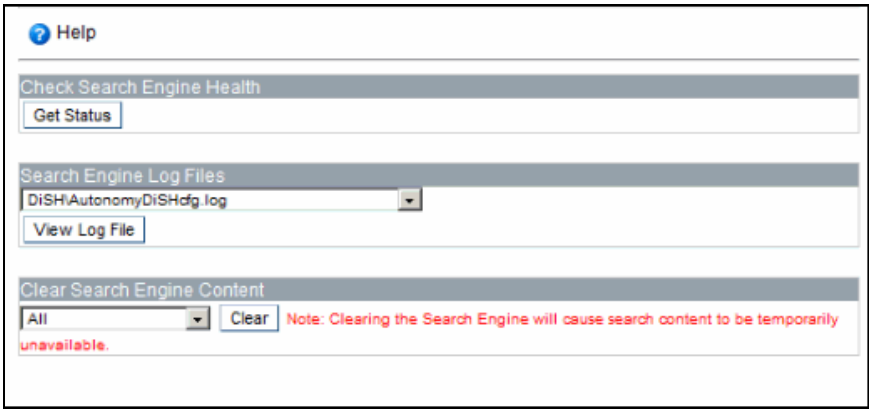 Help
Check Search Engine Health
Get Status
Search Engine Log Files
DiSH\AutonomyDiSHcfg.log
View Log File
Clear Search Engine Content
All Clear Note: Clearing the Search Engine will cause search content to be temporarily
unavailable.